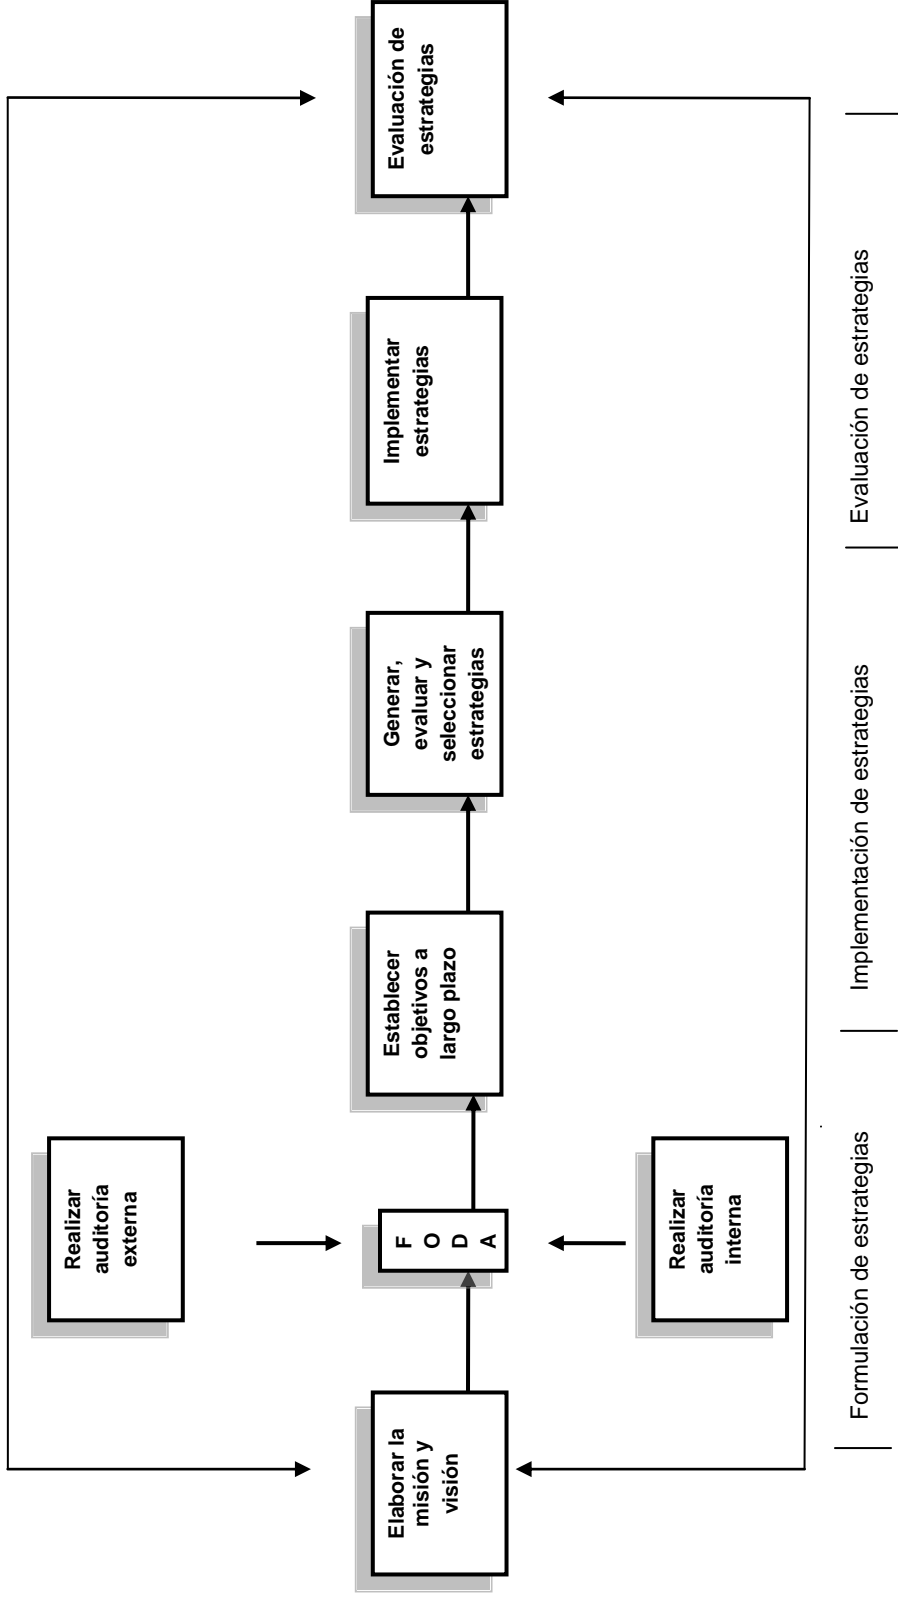 Realizar
auditoría
externa
Elaborar la
misión y
visión
F
O
D
A
Establecer
objetivos a
largo plazo
Generar,
evaluar y
seleccionar
estrategias
Implementar
estrategias
Evaluación de
estrategias
Realizar
auditoría
interna
Formulación de estrategias
Implementación de estrategias
Evaluación de estrategias